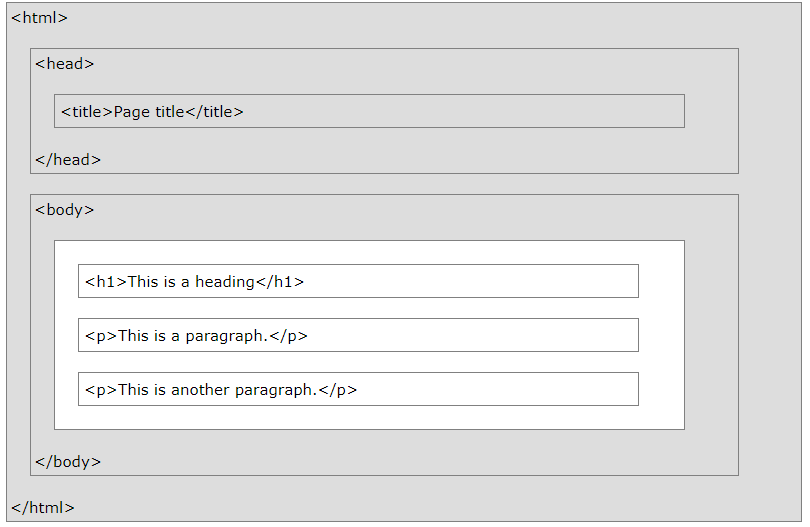 <html>
<head>
<title>Page title</title>
</head>
<body>
<h1>This is a heading</h1>
<p>This is a paragraph.</p>
<p>This is another paragraph.</p>
</body>
</html>